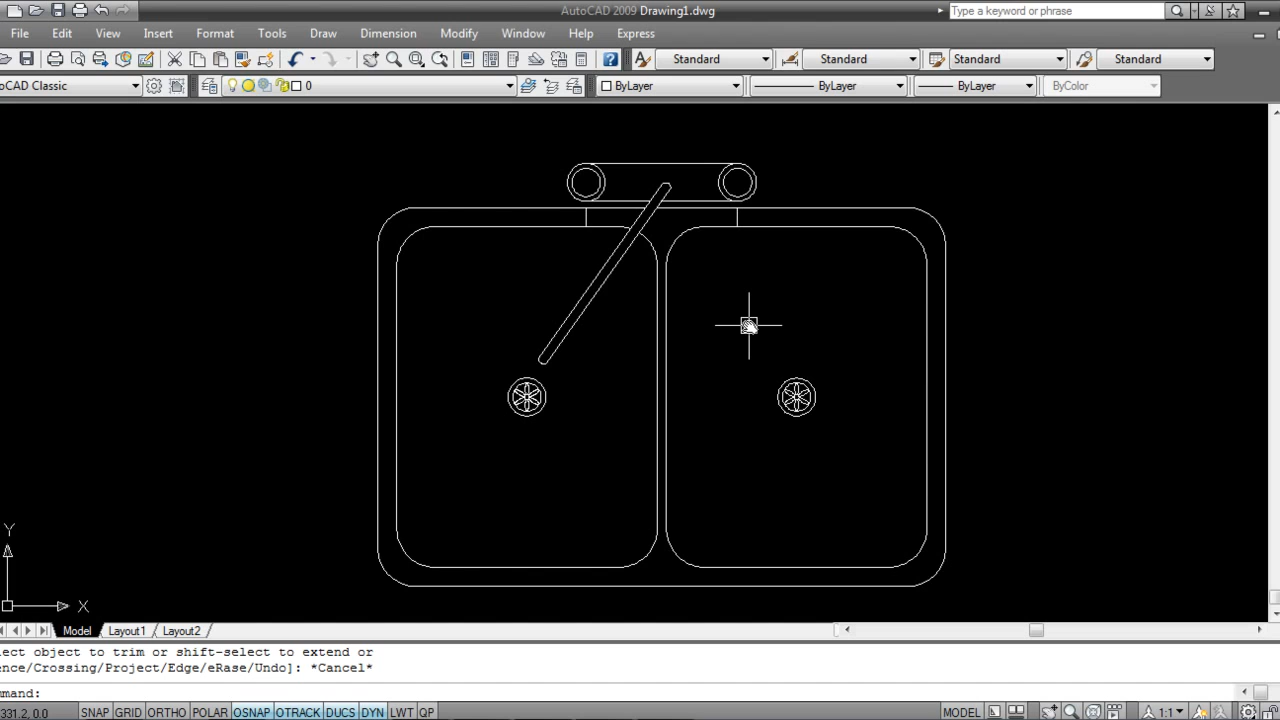 AutoCAD 2009 Drawing1.dwg
Type a keyword or phrase
File Edit View Insert Format Tools Draw Dimension Modify Window Help Express
Standard Standard Standard Standard
oCAD Classic 0 ByLayer ByLayer ByLayer ByColor
Y
X
Model Layout1 Layout2
lect object to trim or shift-select to extend or
ence/Crossing/Project/Edge/eRase/Undo]: *Cancel*
mmand:
331.2, 0.0 SNAP GRID ORTHO POLAR OSNAP OTRACK DUCS DYN LWT QP MODEL 1:1